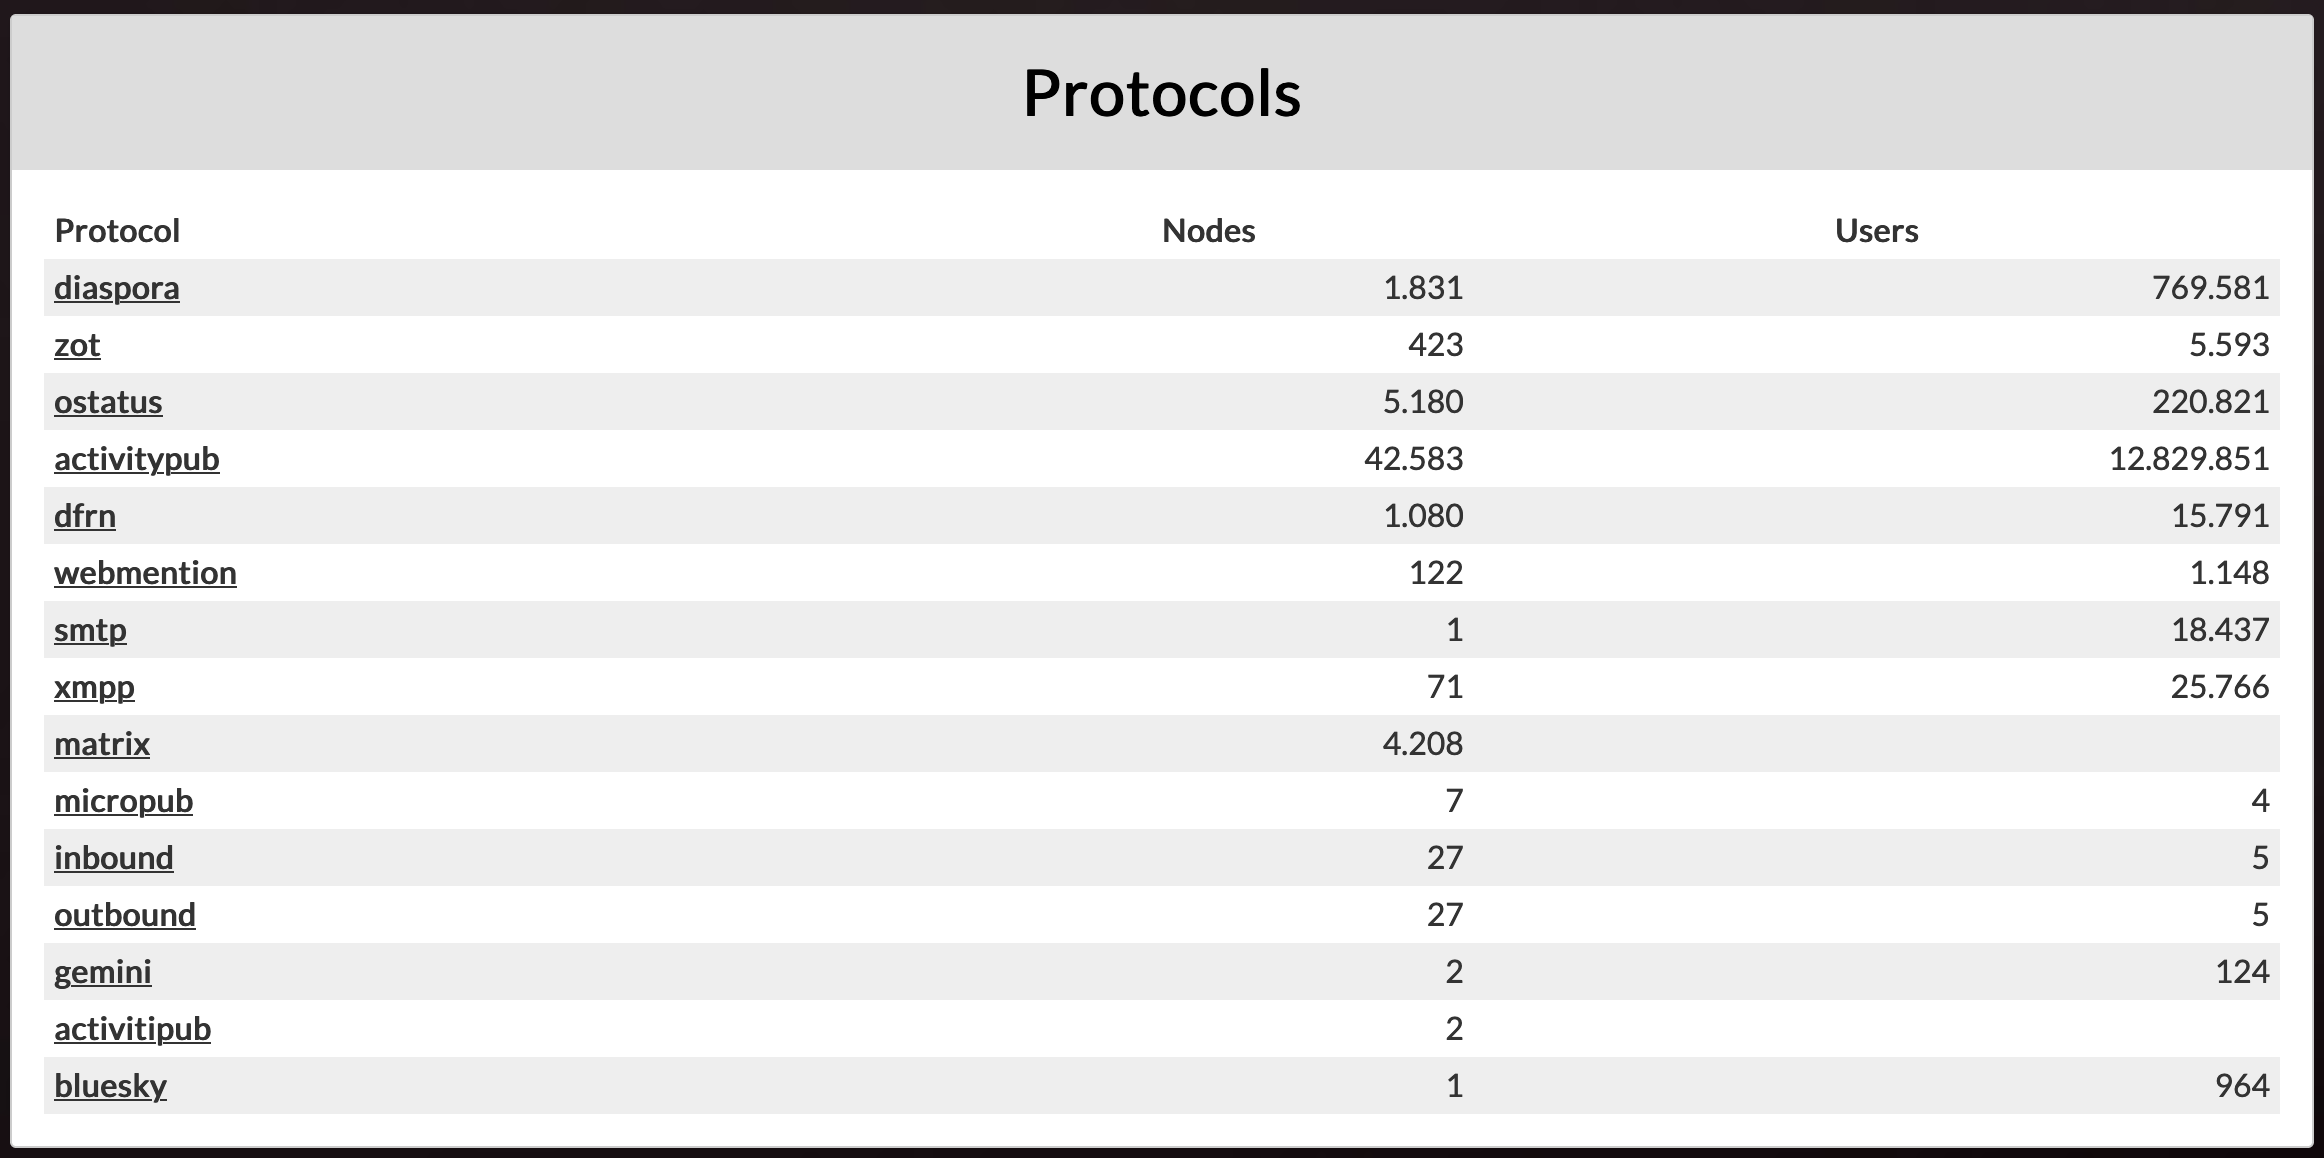 Protocols
Protocol Nodes Users
diaspora 1.831 769.581
zot 423 5.593
ostatus 5.180 220.821
activitypub 42.583 12.829.851
dfrn 1.080 15.791
webmention 122 1.148
smtp 1 18.437
xmpp 71 25.766
matrix 4.208
micropub 7 4
inbound 27 5
outbound 27 5
gemini 2 124
activitipub 2
bluesky 1 964